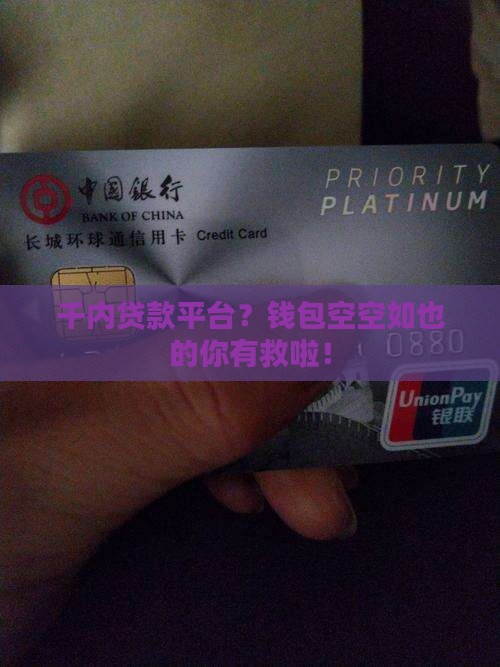 PRIORITY
PLATINUM
中國銀行
BANK OF CHINA
长城环球通信用卡 Credit Card
千内贷款平台？钱包空空如也
的你有救啦！
0880
UnionPay
银联